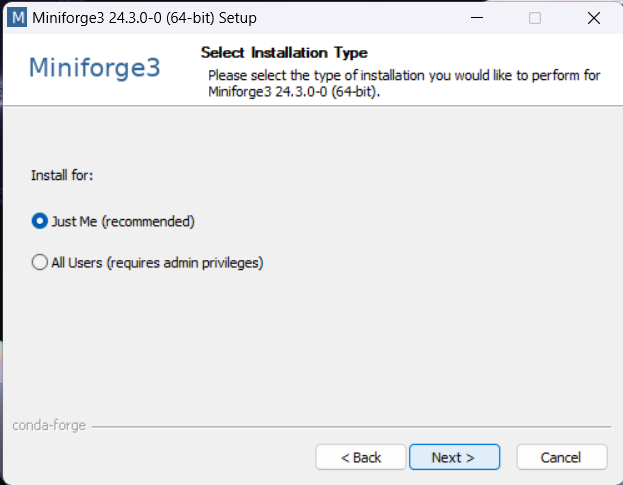 M Miniforge3 24.3.0-0 (64-bit) Setup
Miniforge3
Select Installation Type
Please select the type of installation you would like to perform for
Miniforge3 24.3.0-0 (64-bit).
Install for:
Just Me (recommended)
All Users (requires admin privileges)
conda-forge
< Back
Next >
Cancel